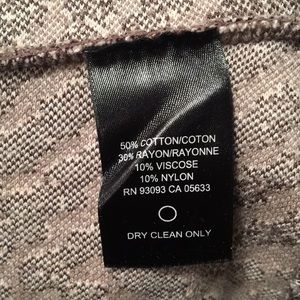 50% COTTON/COTON
30% RAYON/RAYONNE
10% VISCOSE
10% NYLON
RN 93093 CA 05633
DRY CLEAN ONLY